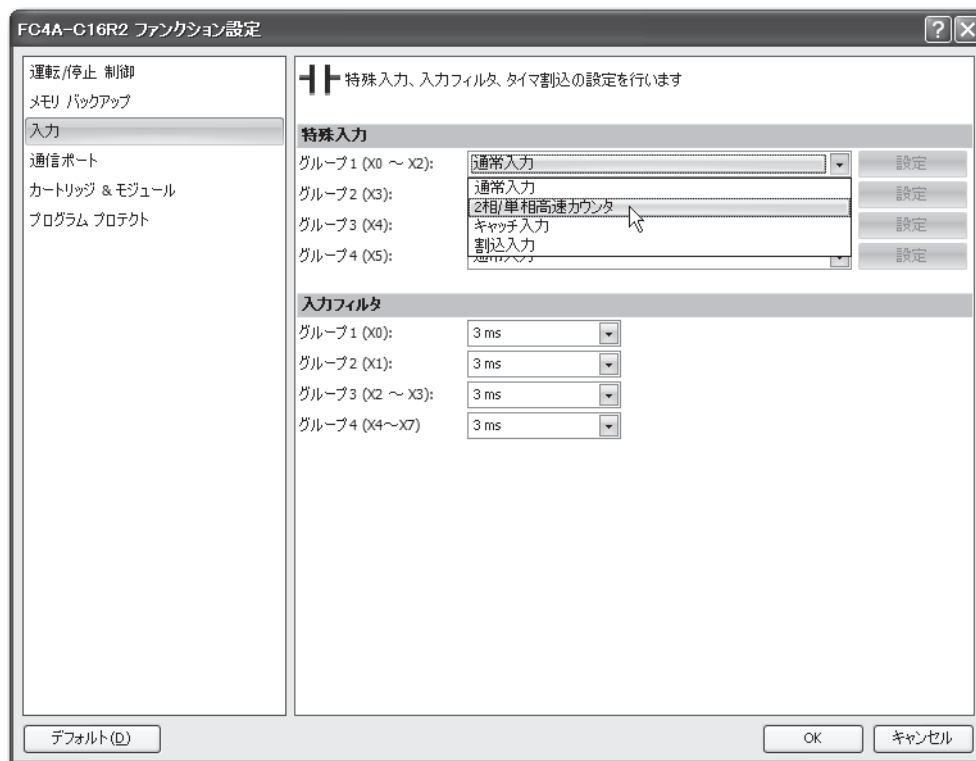 FC4A-C16R2 ファンクション設定
運転/停止 制御
メモリ バックアップ
入力
通信ポート
カートリッジ & モジュール
プログラム プロテクト
特殊入力、入力フィルタ、タイマ割込の設定を行います
特殊入力
グループ1 (X0 ～ X2): 通常入力 設定
通常入力
グループ2 (X3): 設定
2相/単相高速カウンタ
グループ3 (X4): キャッチ入力 設定
割込入力
グループ4 (X5): 通常入力 設定
入力フィルタ
グループ1 (X0): 3 ms
グループ2 (X1): 3 ms
グループ3 (X2 ～ X3): 3 ms
グループ4 (X4～X7) 3 ms
デフォルト(D) OK キャンセル